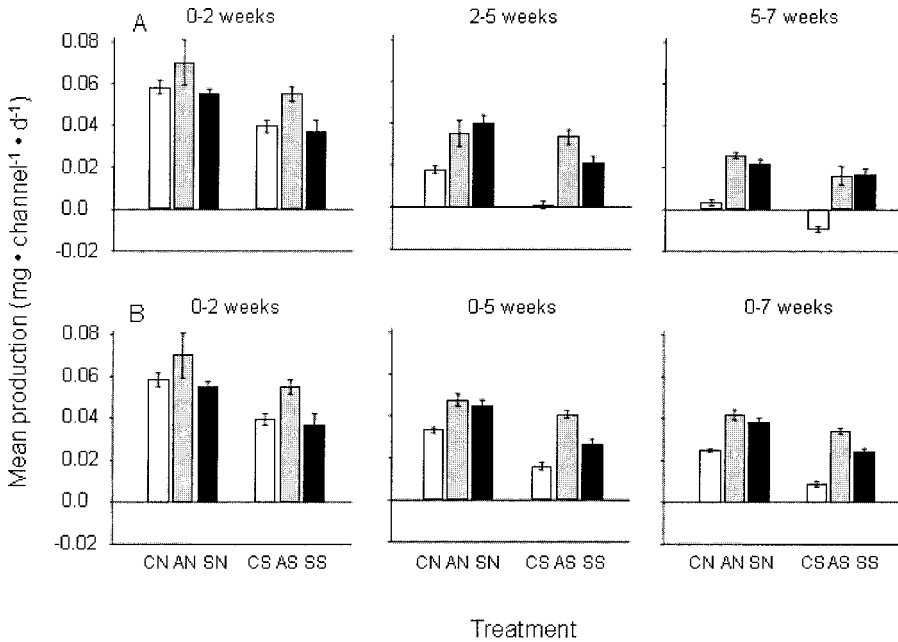 A
0-2 weeks
2-5 weeks
5-7 weeks
0.08
0.06
0.04
0.02
0.0
-0.02
Mean production (mg • channel⁻¹ • d⁻¹)
B
0-2 weeks
0-5 weeks
0-7 weeks
0.08
0.06
0.04
0.02
0.0
-0.02
CN AN SN CS AS SS
CN AN SN CS AS SS
CN AN SN CS AS SS
Treatment